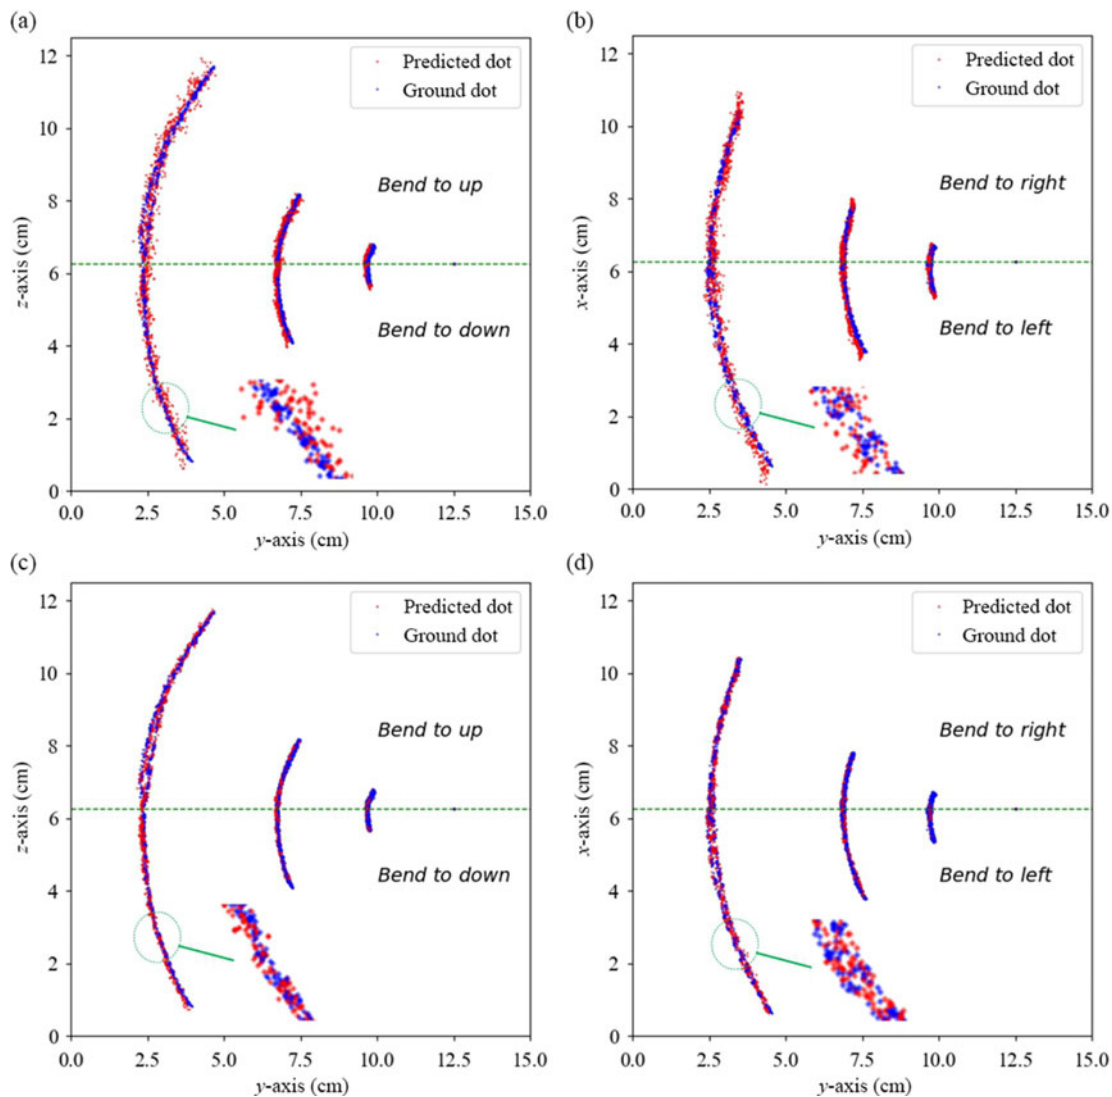 (a)
12
10
8
6
4
2
0
z-axis (cm)
Predicted dot
Ground dot
Bend to up
Bend to down
0.0 2.5 5.0 7.5 10.0 12.5 15.0
y-axis (cm)
(b)
12
10
8
6
4
2
0
x-axis (cm)
Predicted dot
Ground dot
Bend to right
Bend to left
0.0 2.5 5.0 7.5 10.0 12.5 15.0
y-axis (cm)
(c)
12
10
8
6
4
2
0
z-axis (cm)
Predicted dot
Ground dot
Bend to up
Bend to down
0.0 2.5 5.0 7.5 10.0 12.5 15.0
y-axis (cm)
(d)
12
10
8
6
4
2
0
x-axis (cm)
Predicted dot
Ground dot
Bend to right
Bend to left
0.0 2.5 5.0 7.5 10.0 12.5 15.0
y-axis (cm)